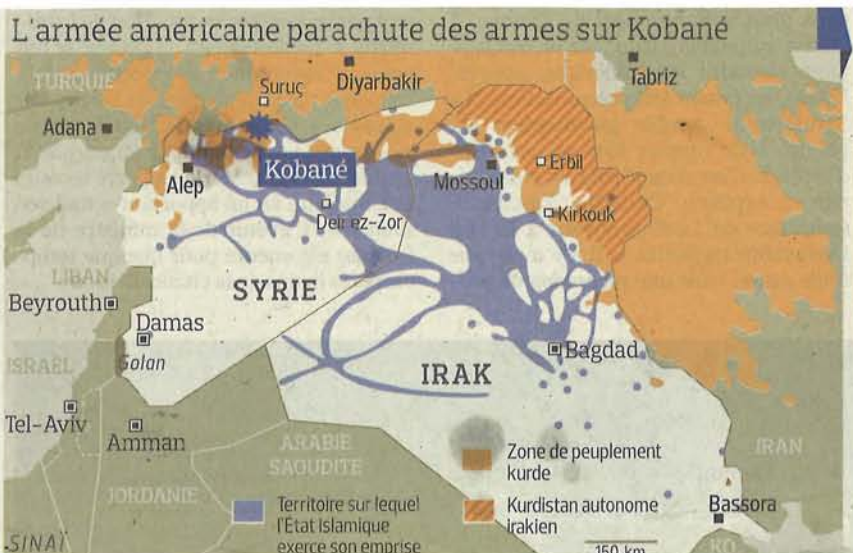 L'armée américaine parachute des armes sur Kobané
TURQUIE
Suruç
Diyarbakir
Tabriz
Adana
Kobané
Alep
Mossoul
Erbil
Kirkouk
Deir ez-Zor
LIBAN
SYRIE
Beyrouth
Damas
Golan
Bagdad
ISRAËL
IRAK
Tel-Aviv
Amman
ARABIE
SAOUDITE
IRAN
JORDANIE
Zone de peuplement
kurde
Territoire sur lequel
l'Etat Islamique
exerce son emprise
Kurdistan autonome
irakien
Bassora
SINAÏ
150 km
KO